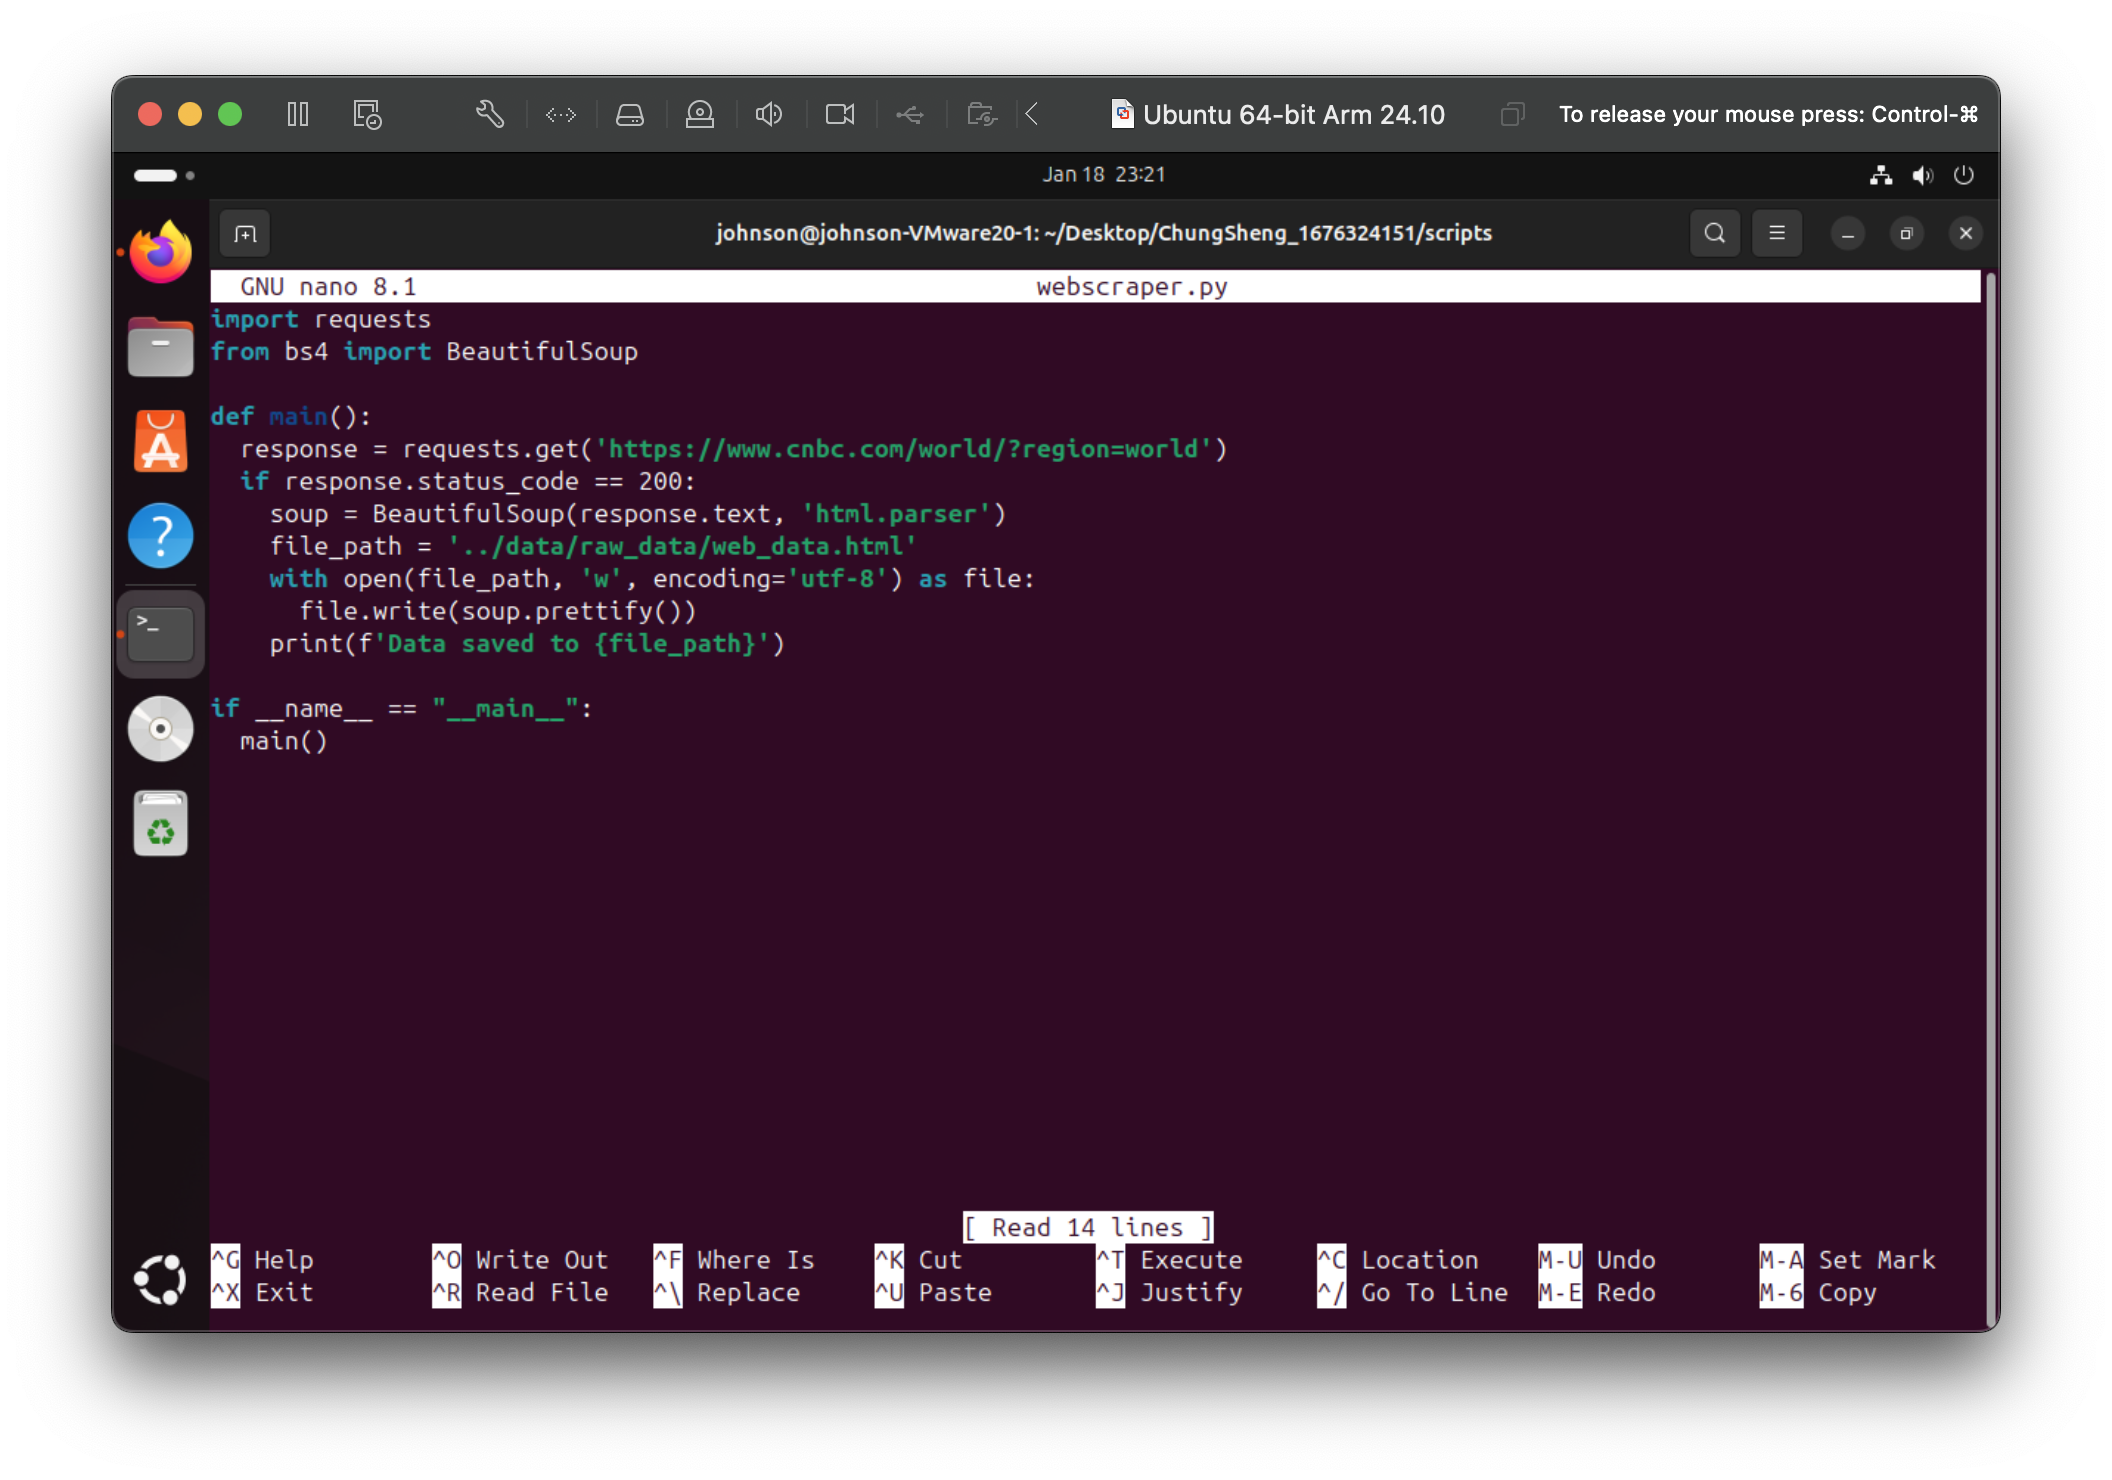 Ubuntu 64-bit Arm 24.10
To release your mouse press: Control-⌘
Jan 18 23:21
johnson@johnson-VMware20-1: ~/Desktop/ChungSheng_1676324151/scripts
GNU nano 8.1 webscraper.py
import requests
from bs4 import BeautifulSoup

def main():
  response = requests.get('https://www.cnbc.com/world/?region=world')
  if response.status_code == 200:
    soup = BeautifulSoup(response.text, 'html.parser')
    file_path = '../data/raw_data/web_data.html'
    with open(file_path, 'w', encoding='utf-8') as file:
      file.write(soup.prettify())
    print(f'Data saved to {file_path}')

if __name__ == "__main__":
  main()
[ Read 14 lines ]
^G Help ^O Write Out ^F Where Is ^K Cut ^T Execute ^C Location M-U Undo M-A Set Mark
^X Exit ^R Read File ^\ Replace ^U Paste ^J Justify ^/ Go To Line M-E Redo M-6 Copy